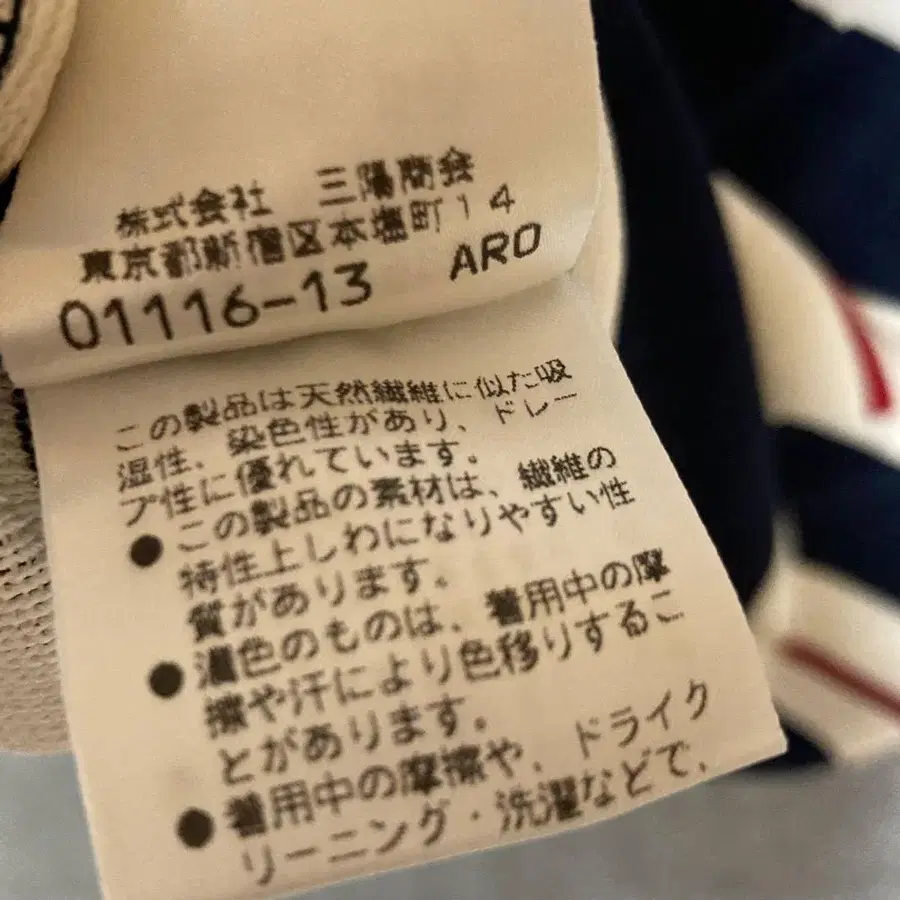 株式会社 三陽商会
東京都新宿区本塩町14
01116-13 ARO
この製品は天然繊維に似た吸
湿性、染色性があり、ドレー
プ性に優れています。
●この製品の素材は、繊維の
特性上しわになりやすい性
質があります。
●濃色のものは、着用中の摩
擦や汗により色移りするこ
とがあります。
●着用中の摩擦や、ドライク
リーニング・洗濯などで、